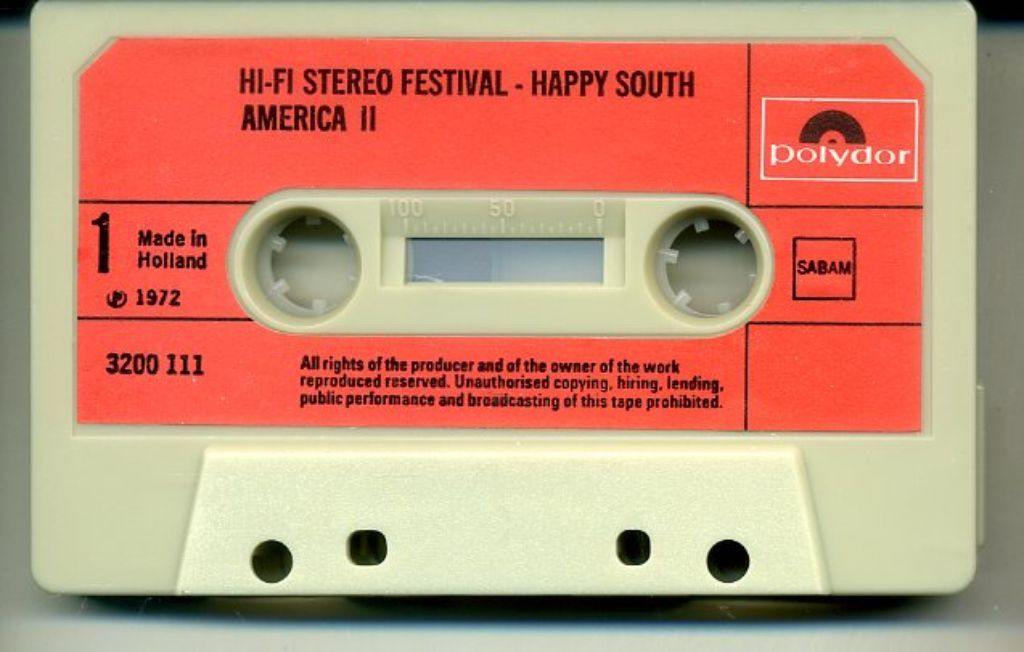 HI-FI STEREO FESTIVAL - HAPPY SOUTH
AMERICA II
polydor
100 50 0
1
Made in
Holland
℗ 1972
SABAM
3200 111
All rights of the producer and of the owner of the work
reproduced reserved. Unauthorised copying, hiring, lending,
public performance and broadcasting of this tape prohibited.